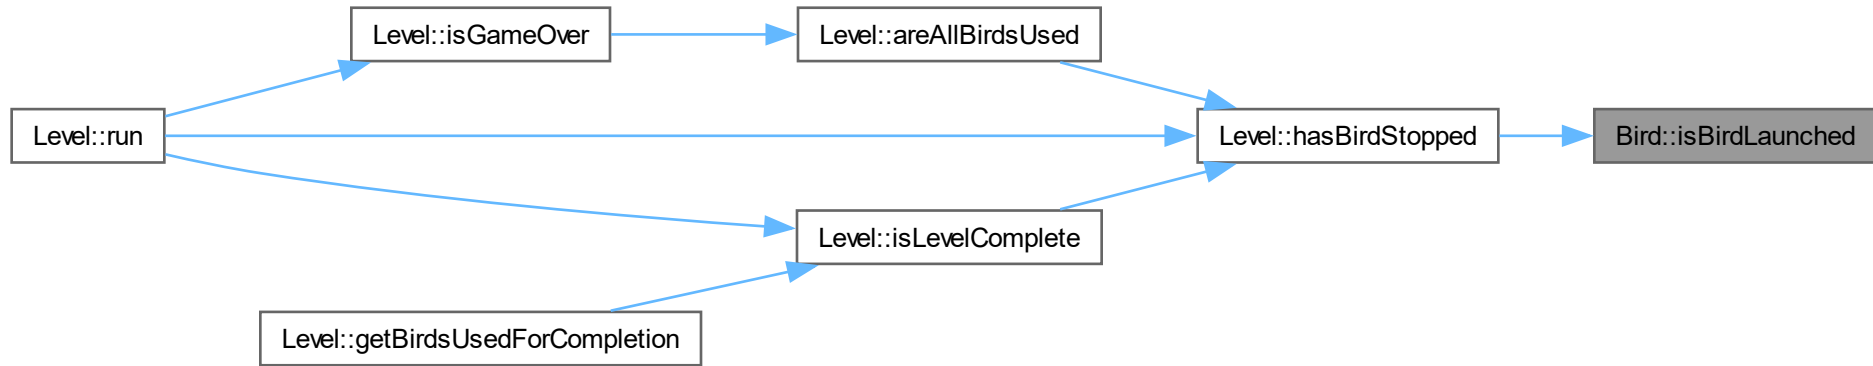 Level::isGameOver
Level::areAllBirdsUsed
Level::run
Level::hasBirdStopped
Bird::isBirdLaunched
Level::isLevelComplete
Level::getBirdsUsedForCompletion